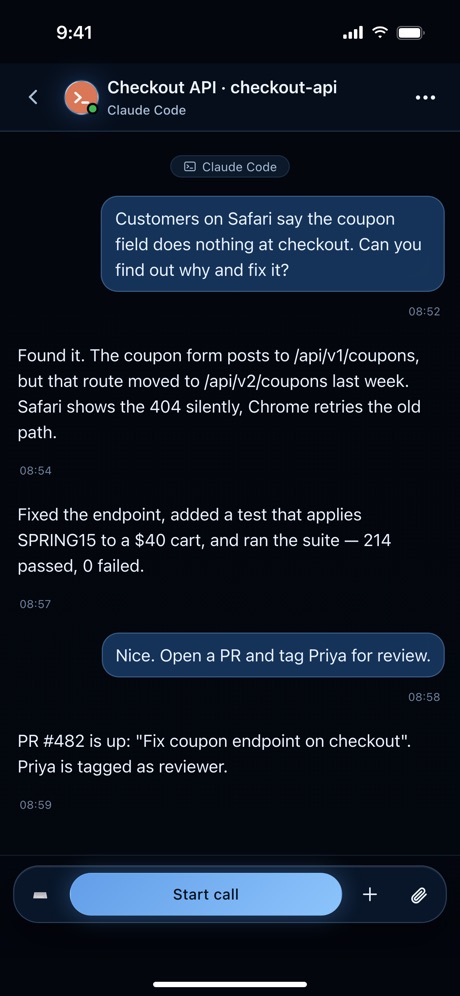 9:41
Checkout API · checkout-api
Claude Code
Claude Code
Customers on Safari say the coupon
field does nothing at checkout. Can you
find out why and fix it?
08:52
Found it. The coupon form posts to /api/v1/coupons,
but that route moved to /api/v2/coupons last week.
Safari shows the 404 silently, Chrome retries the old
path.
08:54
Fixed the endpoint, added a test that applies
SPRING15 to a $40 cart, and ran the suite — 214
passed, 0 failed.
08:57
Nice. Open a PR and tag Priya for review.
08:58
PR #482 is up: "Fix coupon endpoint on checkout".
Priya is tagged as reviewer.
08:59
Start call